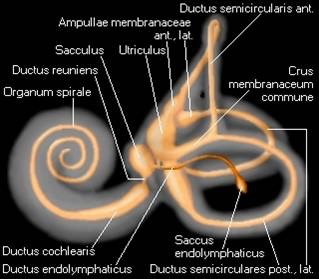 Ductus semicircularis ant.
Ampullae membranaceae
ant., lat.
Sacculus
Utriculus
Ductus reuniens
Crus
membranaceum
commune
Organum spirale
Saccus
endolymphaticus
Ductus cochlearis
Ductus endolymphaticus
Ductus semicirculares post., lat.